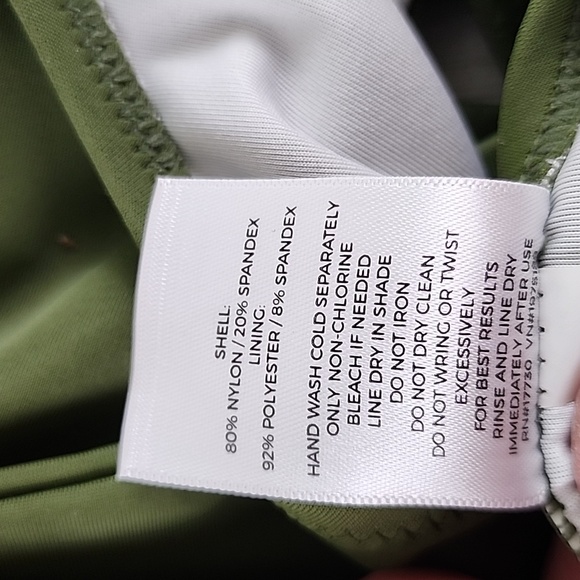 SHELL:
80% NYLON / 20% SPANDEX
LINING:
92% POLYESTER / 8% SPANDEX
HAND WASH COLD SEPARATELY
ONLY NON-CHLORINE
BLEACH IF NEEDED
LINE DRY IN SHADE
DO NOT IRON
DO NOT DRY CLEAN
DO NOT WRING OR TWIST
EXCESSIVELY
FOR BEST RESULTS
RINSE AND LINE DRY
IMMEDIATELY AFTER USE
RN#17730